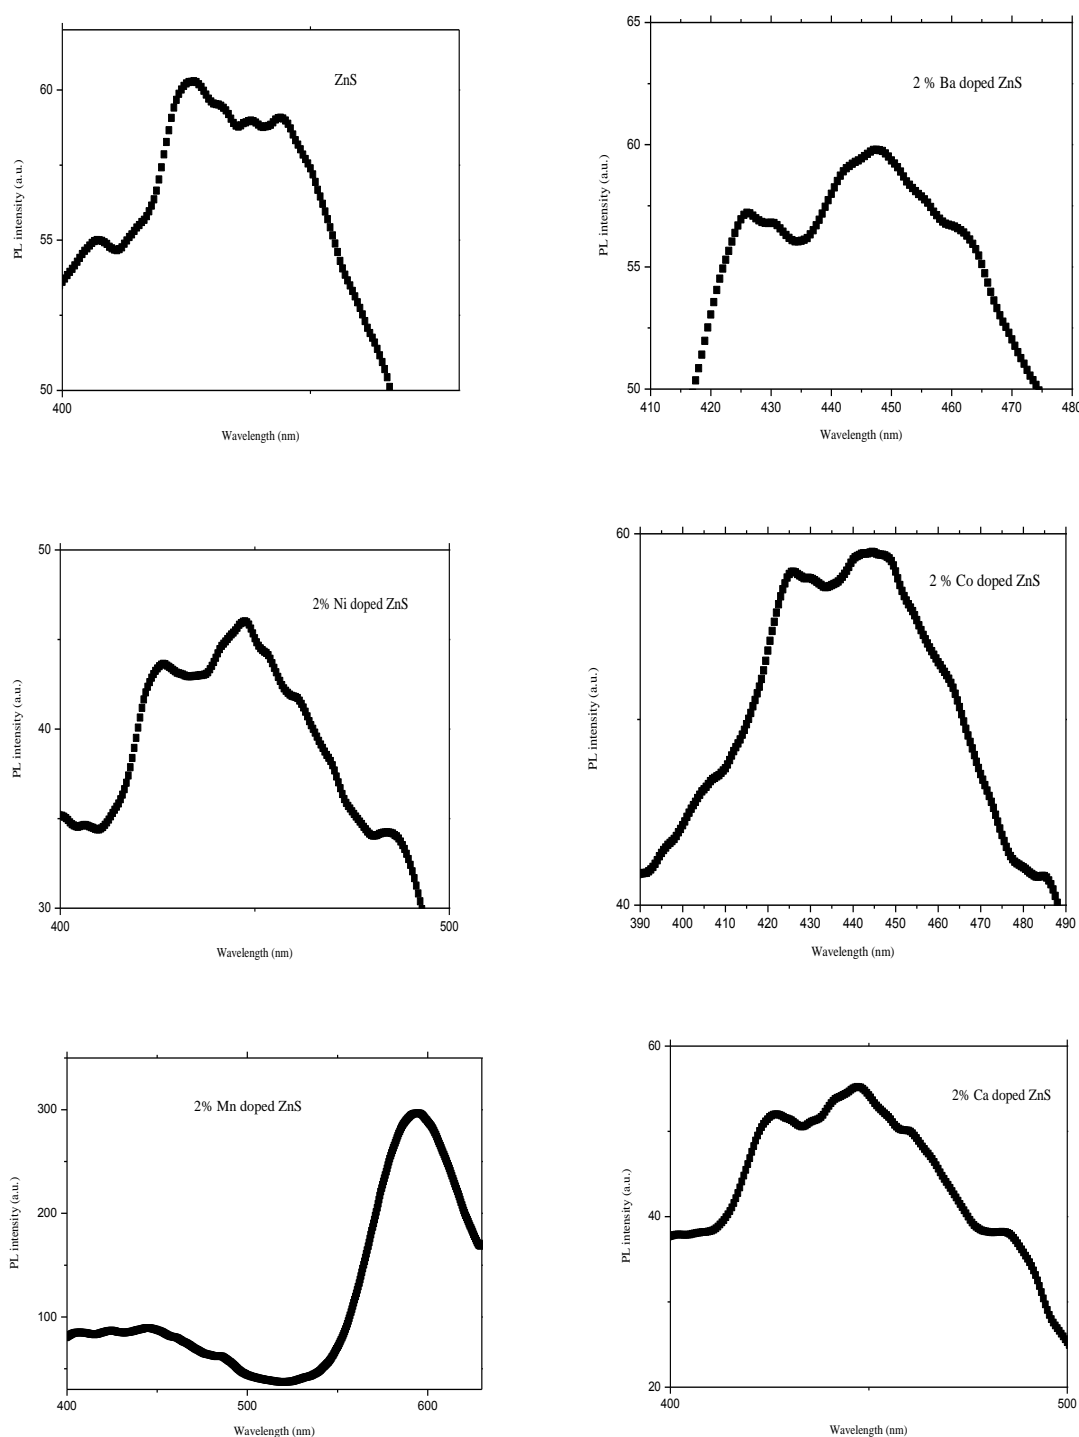 ZnS
60
55
50
400
PL intensity (a.u.)
Wavelength (nm)
2 % Ba doped ZnS
65
60
55
50
410 420 430 440 450 460 470 480
PL intensity (a.u.)
Wavelength (nm)
2% Ni doped ZnS
50
40
30
400 500
PL intensity (a.u.)
Wavelength (nm)
2 % Co doped ZnS
60
40
390 400 410 420 430 440 450 460 470 480 490
PL intensity (a.u.)
Wavelength (nm)
2% Mn doped ZnS
300
200
100
400 500 600
PL intensity (a.u.)
Wavelength (nm)
2% Ca doped ZnS
60
40
20
400 500
PL intensity (a.u.)
Wavelength (nm)